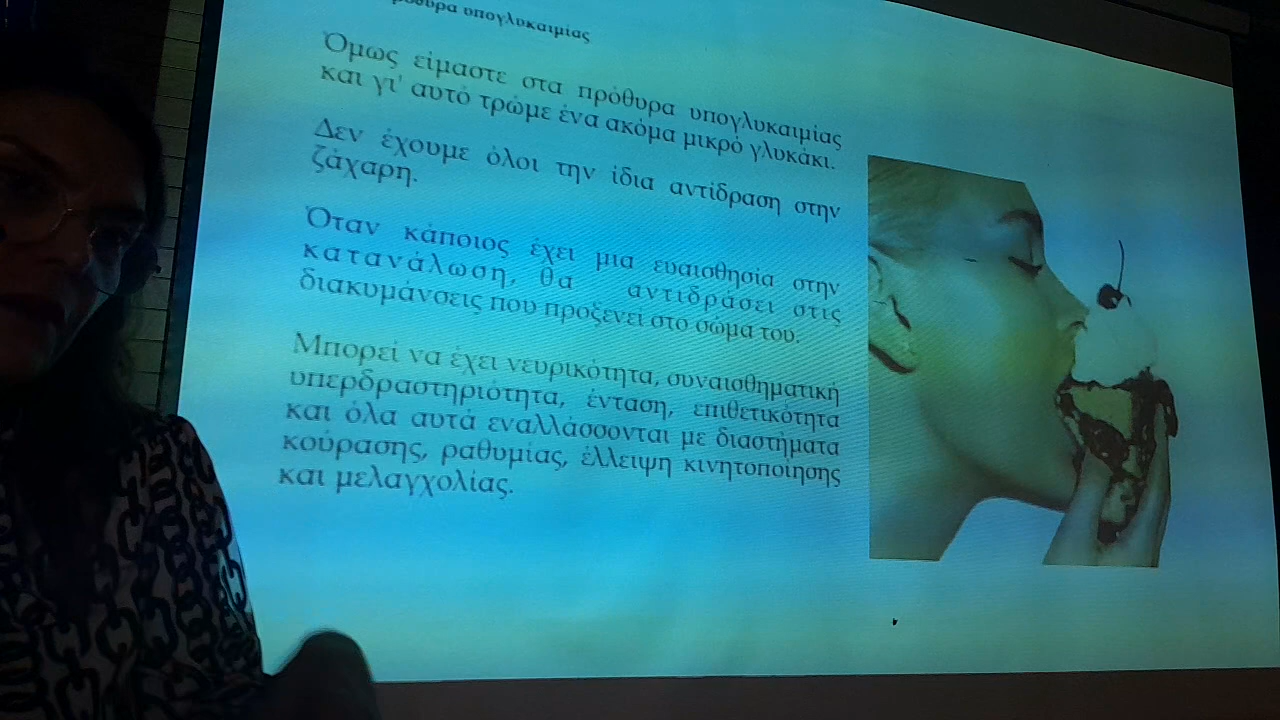 υπογλυκαιμίας
Όμως είμαστε στα πρόθυρα υπογλυκαιμίας
και γι' αυτό τρώμε ένα ακόμα μικρό γλυκάκι.
Δεν έχουμε όλοι την ίδια αντίδραση στην
ζάχαρη.
Όταν κάποιος έχει μια ευαισθησία στην
κατανάλωση, θα αντιδράσει στις
διακυμάνσεις που προξενεί στο σώμα του.
Μπορεί να έχει νευρικότητα, συναισθηματική
υπερδραστηριότητα, ένταση, επιθετικότητα
και όλα αυτά εναλλάσσονται με διαστήματα
κούρασης, ραθυμίας, έλλειψη κινητοποίησης
και μελαγχολίας.